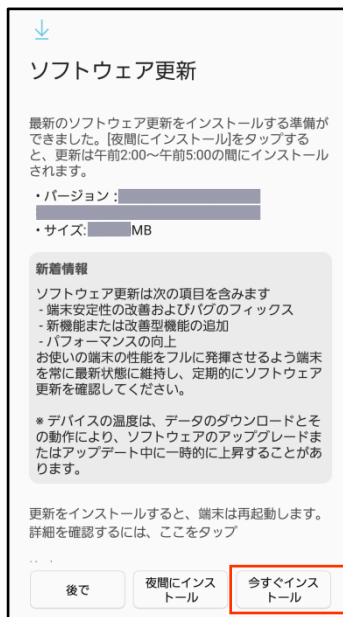 ソフトウェア更新
最新のソフトウェア更新をインストールする準備が
できました。[夜間にインストール]をタップする
と、更新は午前2:00～午前5:00の間にインストール
されます。
・バージョン :
・サイズ: MB
新着情報
ソフトウェア更新は次の項目を含みます
- 端末安定性の改善およびバグのフィックス
- 新機能または改善型機能の追加
- パフォーマンスの向上
お使いの端末の性能をフルに発揮させるよう端末
を常に最新状態に維持し、定期的にソフトウェア
更新を確認してください。
* デバイスの温度は、データのダウンロードとそ
の動作により、ソフトウェアのアップグレードま
たはアップデート中に一時的に上昇することがあ
ります。
更新をインストールすると、端末は再起動します。
詳細を確認するには、ここをタップ
後で
夜間にインス
トール
今すぐインス
トール